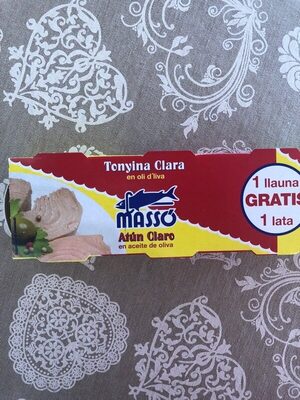 Tonyina Clara
en oli d'oliva
MASSÓ
Atún Claro
en aceite de oliva
1 llauna
GRATIS
1 lata